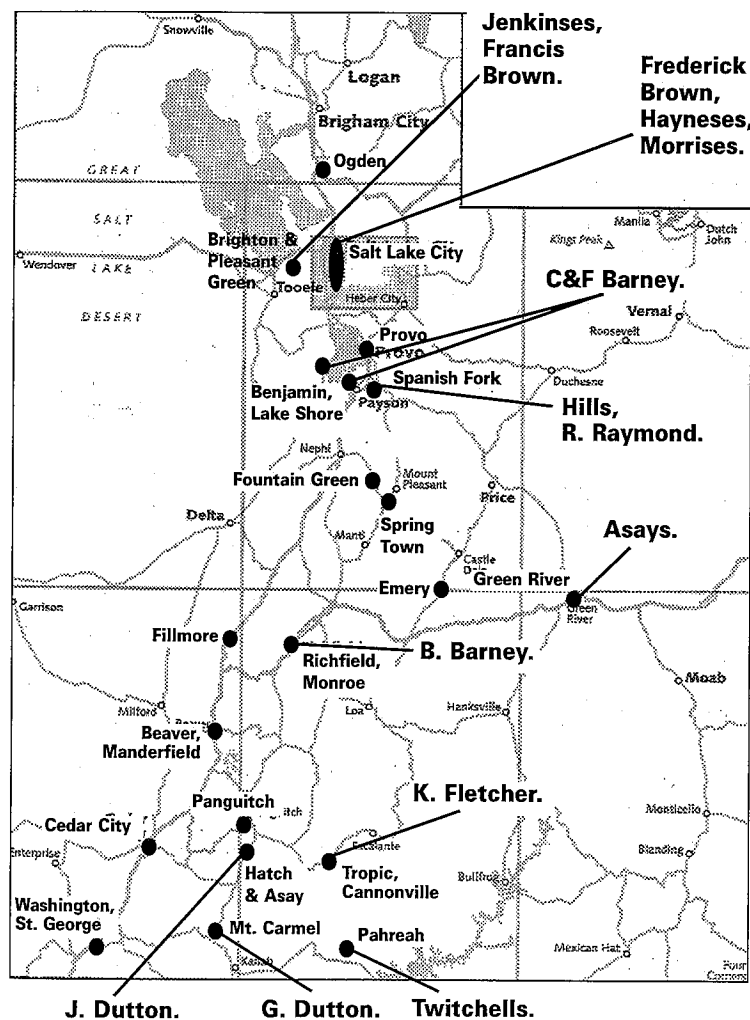 Jenkinses,
Francis
Brown.
Frederick
Brown,
Hayneses,
Morrises.
Snowville
Logan
Brigham City
Ogden
GREAT
SALT
LAKE
DESERT
Wendover
Brighton &
Pleasant
Green
Tooele
Salt Lake City
Heber City
Manila
Dutch
John
Kings Peak
C&F Barney.
Vernal
Roosevelt
Duchesne
Provo
Provo
Benjamin,
Lake Shore
Spanish Fork
Payson
Hills,
R. Raymond.
Nephi
Fountain Green
Mount
Pleasant
Price
Delta
Manti
Spring
Town
Castle
Dale
Asays.
Emery
Green River
Green
River
Garrison
Fillmore
Richfield,
Monroe
B. Barney.
Moab
Milford
Loa
Hanksville
Beaver,
Manderfield
Panguitch
K. Fletcher.
Monticello
Cedar City
Enterprise
Hatch
& Asay
Escalante
Tropic,
Cannonville
Blanding
Bullfrog
Washington,
St. George
Mt. Carmel
Pahreah
Mexican Hat
Kanab
Four
Corners
J. Dutton.
G. Dutton.
Twitchells.